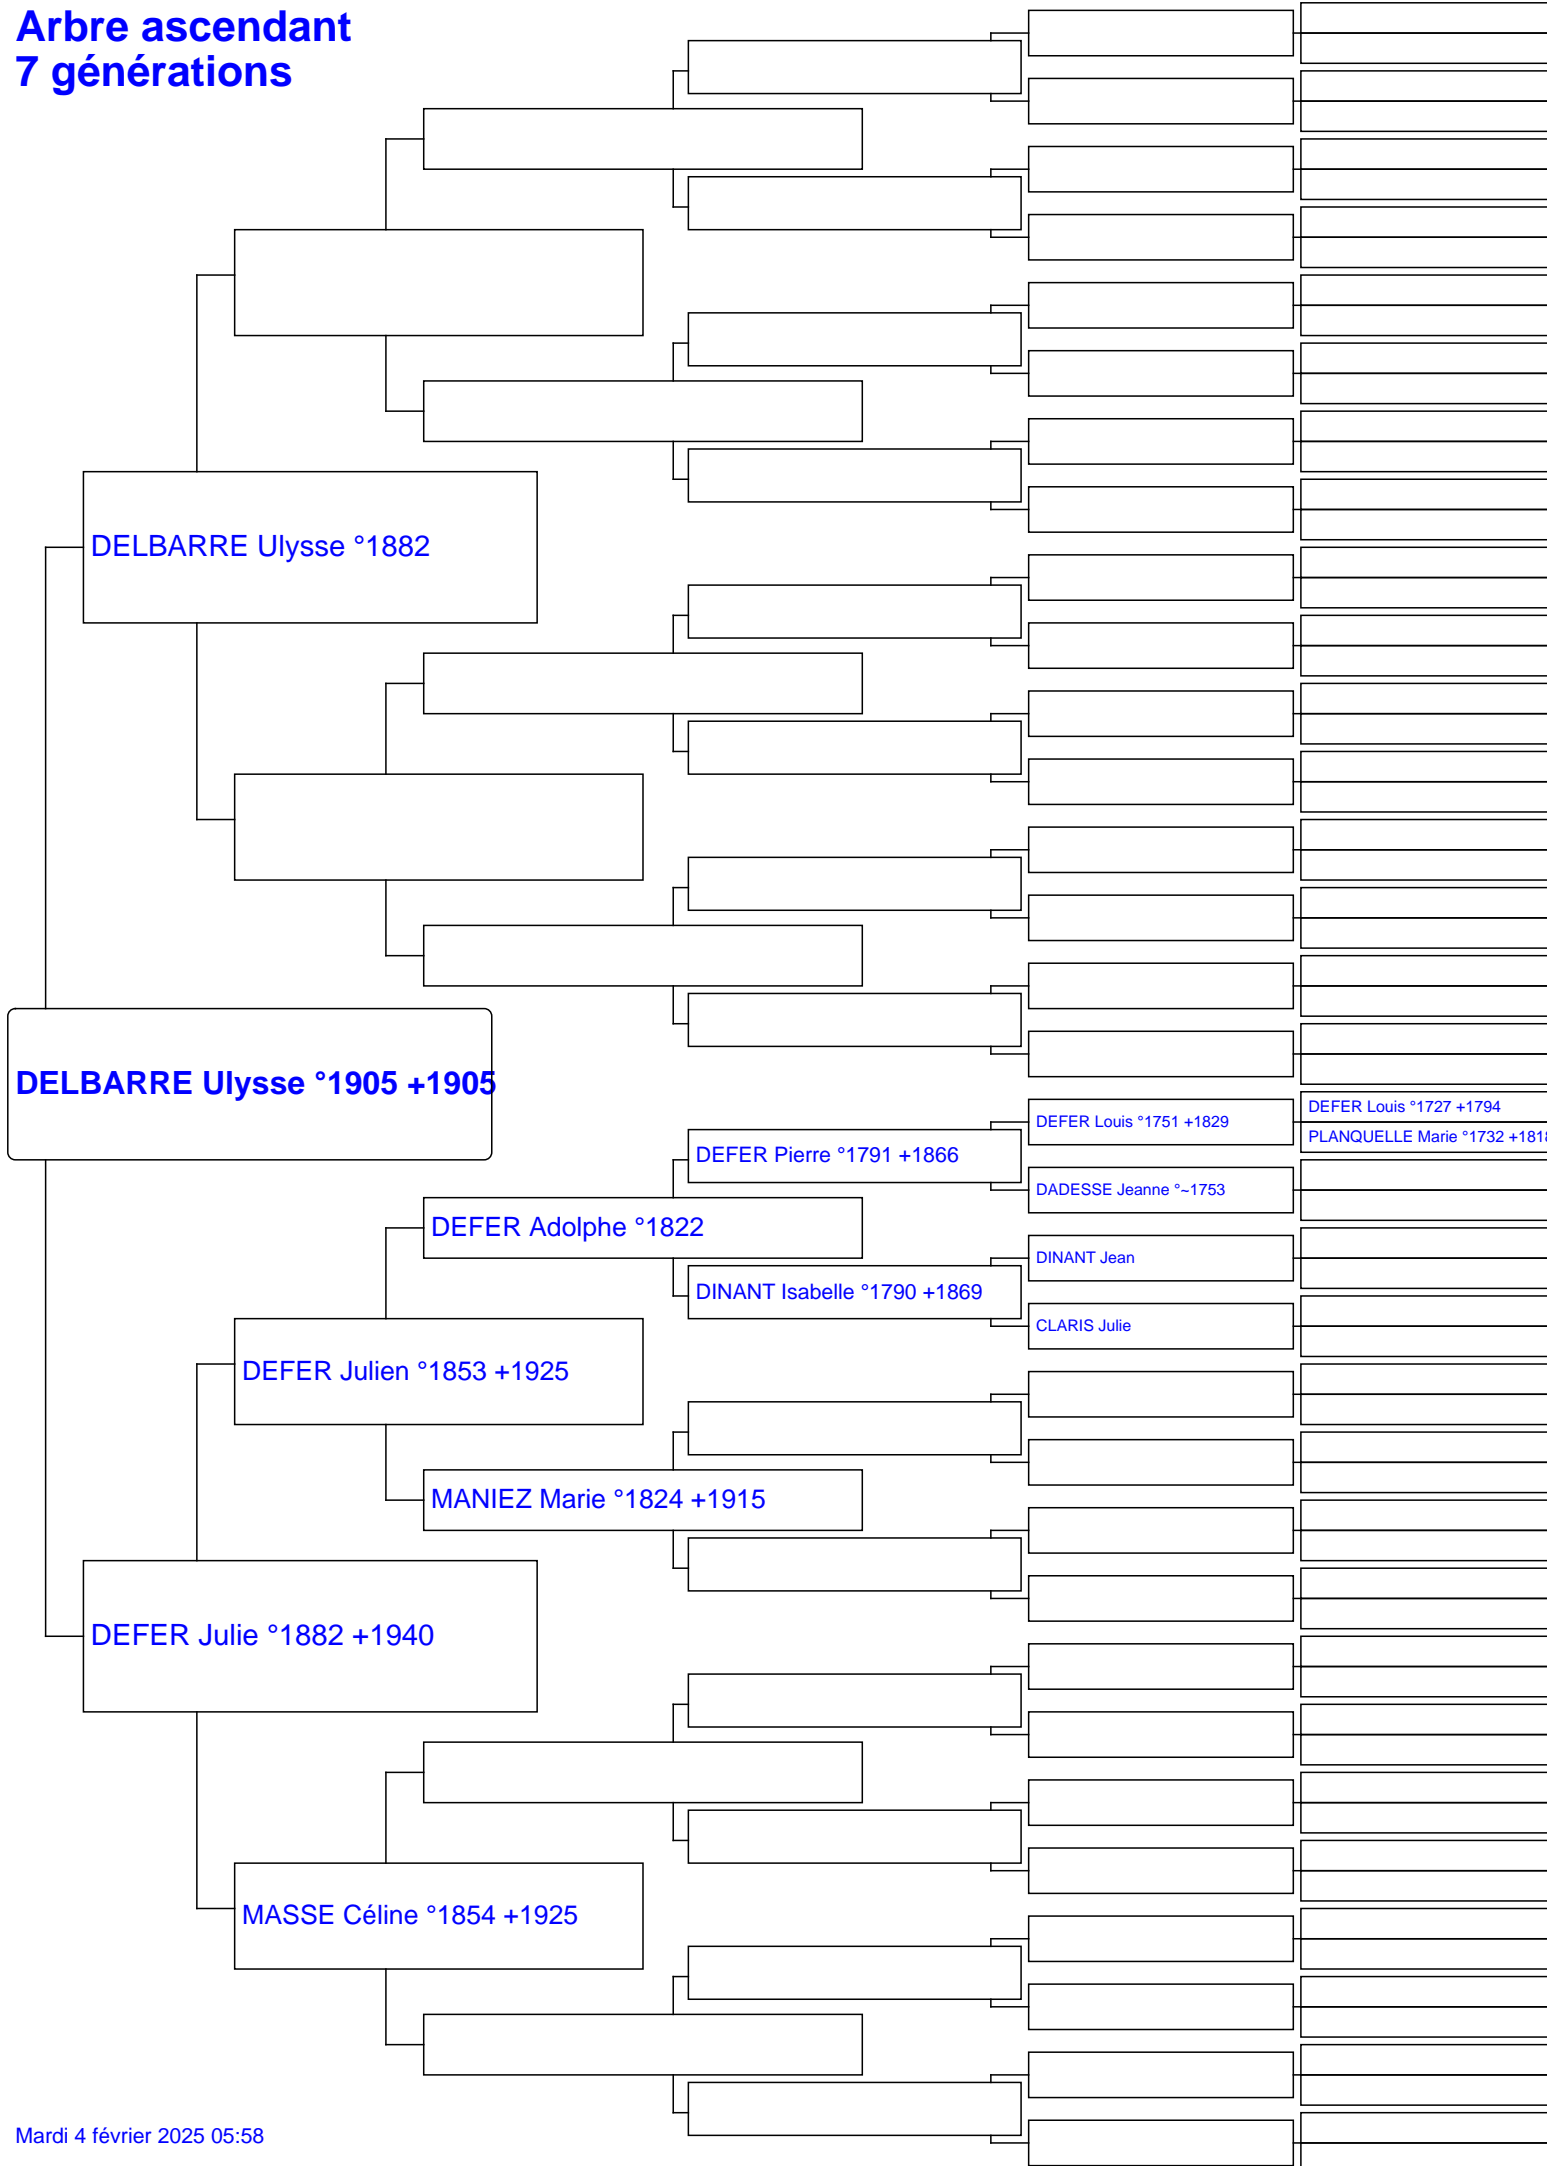 Arbre ascendant
7 générations
DELBARRE Ulysse °1882
DELBARRE Ulysse °1905 +1905
DEFER Louis °1751 +1829
DEFER Louis °1727 +1794
PLANQUELLE Marie °1732 +1818
DEFER Pierre °1791 +1866
DADESSE Jeanne °~1753
DEFER Adolphe °1822
DINANT Jean
DINANT Isabelle °1790 +1869
CLARIS Julie
DEFER Julien °1853 +1925
MANIEZ Marie °1824 +1915
DEFER Julie °1882 +1940
MASSE Céline °1854 +1925
Mardi 4 février 2025 05:58